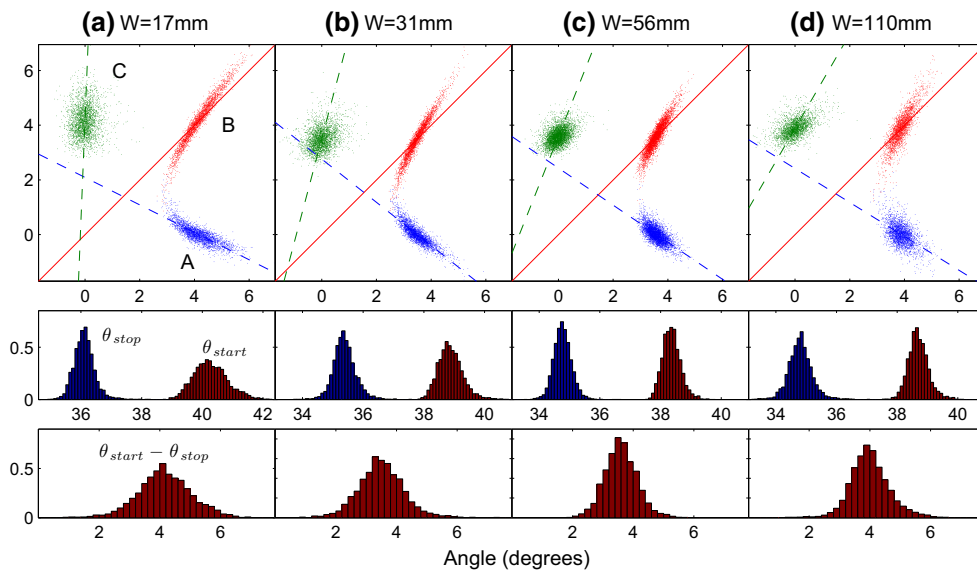 (a) W=17mm (b) W=31mm (c) W=56mm (d) W=110mm
6
4
2
0
C
B
A
0 2 4 6 0 2 4 6 0 2 4 6 0 2 4 6
0.5
0
θstop θstart
36 38 40 42 34 36 38 40 34 36 38 40 34 36 38 40
0.5
0
θstart − θstop
2 4 6 2 4 6 2 4 6 2 4 6
Angle (degrees)